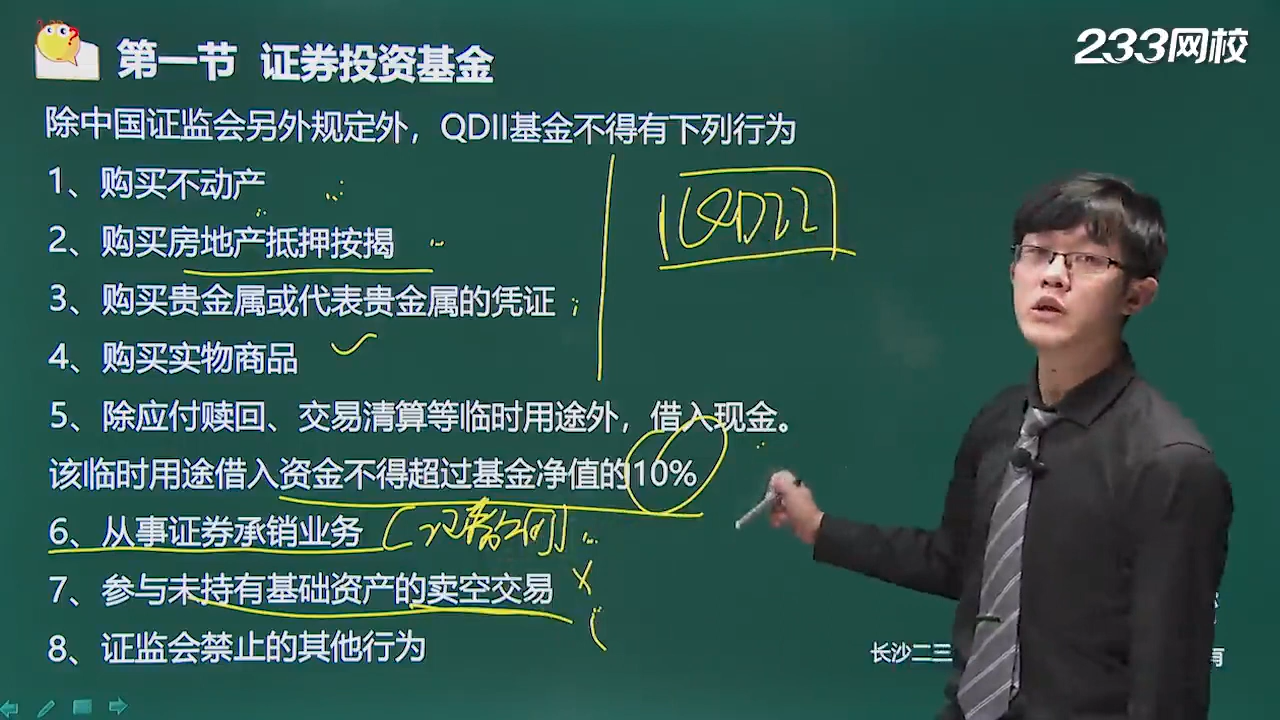 233网校
第一节 证券投资基金
除中国证监会另外规定外，QDII基金不得有下列行为
1、购买不动产
2、购买房地产抵押按揭
3、购买贵金属或代表贵金属的凭证
4、购买实物商品
5、除应付赎回、交易清算等临时用途外，借入现金。
该临时用途借入资金不得超过基金净值的10%
6、从事证券承销业务
7、参与未持有基础资产的卖空交易
8、证监会禁止的其他行为
QDII
长沙二三
有